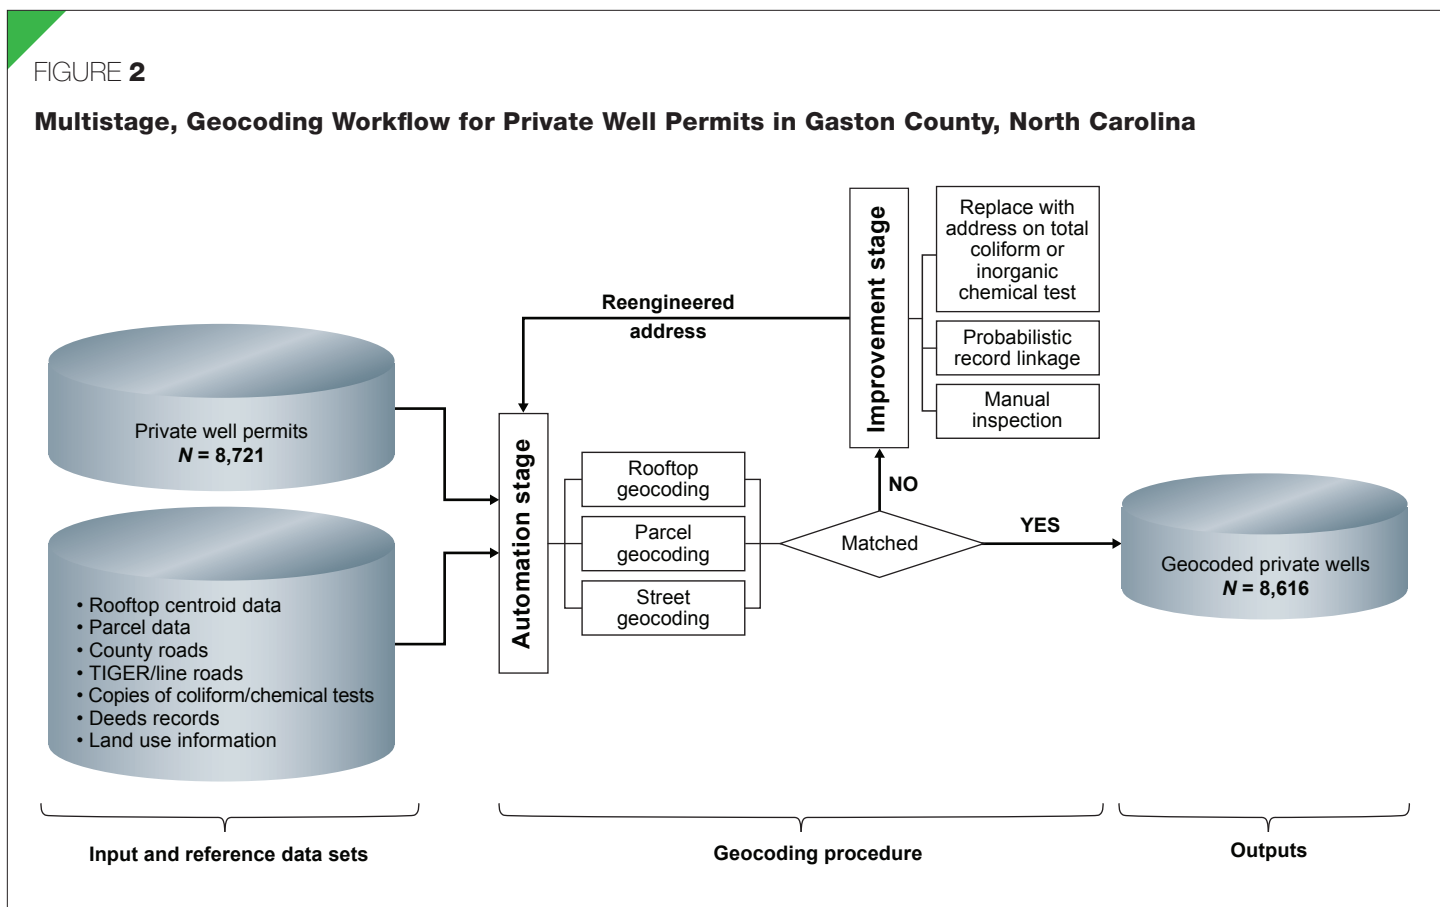 FIGURE 2
Multistage, Geocoding Workflow for Private Well Permits in Gaston County, North Carolina
Private well permits
N = 8,721
• Rooftop centroid data
• Parcel data
• County roads
• TIGER/line roads
• Copies of coliform/chemical tests
• Deeds records
• Land use information
Input and reference data sets
Automation stage
Reengineered
address
Rooftop
geocoding
Parcel
geocoding
Street
geocoding
Matched
NO
YES
Improvement stage
Replace with
address on total
coliform or
inorganic
chemical test
Probabilistic
record linkage
Manual
inspection
Geocoding procedure
Geocoded private wells
N = 8,616
Outputs